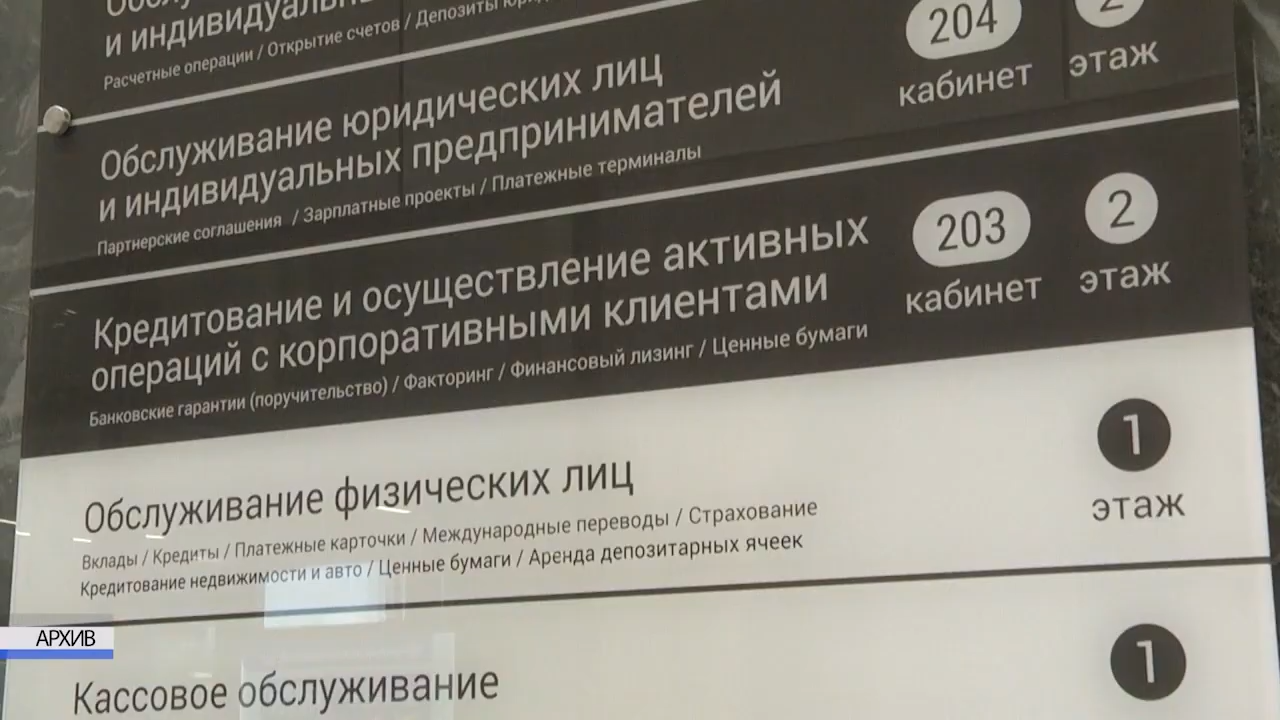 и индивидуальн
Расчетные операции / Открытие счетов / Депозиты
204
2
кабинет
этаж
Обслуживание юридических лиц
и индивидуальных предпринимателей
Партнерские соглашения / Зарплатные проекты / Платежные терминалы
203
2
кабинет
этаж
Кредитование и осуществление активных
операций с корпоративными клиентами
Банковские гарантии (поручительство) / Факторинг / Финансовый лизинг / Ценные бумаги
1
этаж
Обслуживание физических лиц
Вклады / Кредиты / Платежные карточки / Международные переводы / Страхование
Кредитование недвижимости и авто / Ценные бумаги / Аренда депозитарных ячеек
АРХИВ
1
Кассовое обслуживание